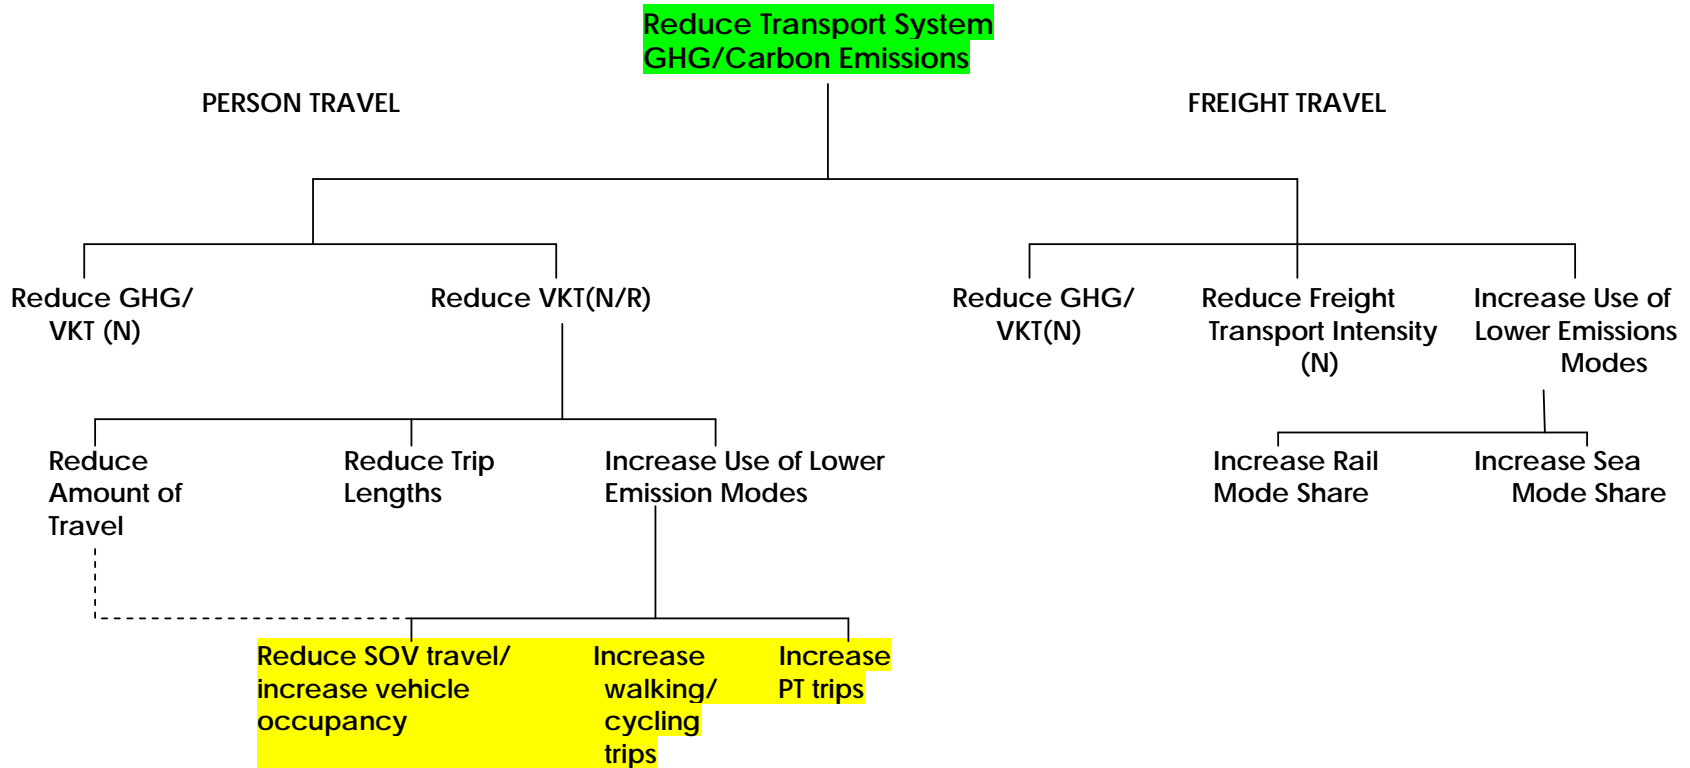 Reduce Transport System
GHG/Carbon Emissions
PERSON TRAVEL
FREIGHT TRAVEL
Reduce GHG/
VKT (N)
Reduce VKT(N/R)
Reduce GHG/
VKT(N)
Reduce Freight
Transport Intensity
(N)
Increase Use of
Lower Emissions
Modes
Reduce
Amount of
Travel
Reduce Trip
Lengths
Increase Use of Lower
Emission Modes
Increase Rail
Mode Share
Increase Sea
Mode Share
Reduce SOV travel/
increase vehicle
occupancy
Increase
walking/
cycling
trips
Increase
PT trips